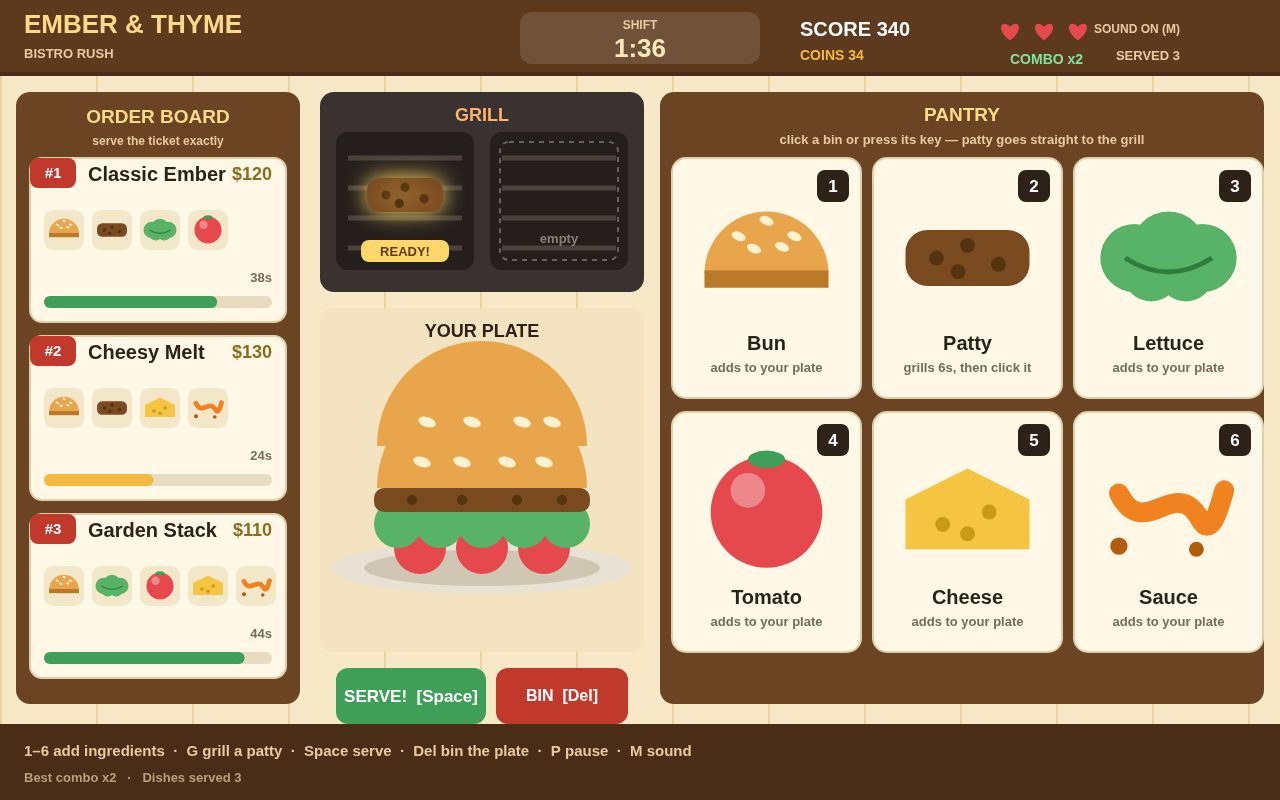 EMBER & THYME
BISTRO RUSH
SHIFT
1:36
SCORE 340
COINS 34
SOUND ON (M)
COMBO x2
SERVED 3
ORDER BOARD
serve the ticket exactly
#1 Classic Ember $120
38s
#2 Cheesy Melt $130
24s
#3 Garden Stack $110
44s
GRILL
READY!
empty
YOUR PLATE
SERVE! [Space]
BIN [Del]
PANTRY
click a bin or press its key — patty goes straight to the grill
1
Bun
adds to your plate
2
Patty
grills 6s, then click it
3
Lettuce
adds to your plate
4
Tomato
adds to your plate
5
Cheese
adds to your plate
6
Sauce
adds to your plate
1–6 add ingredients · G grill a patty · Space serve · Del bin the plate · P pause · M sound
Best combo x2 · Dishes served 3